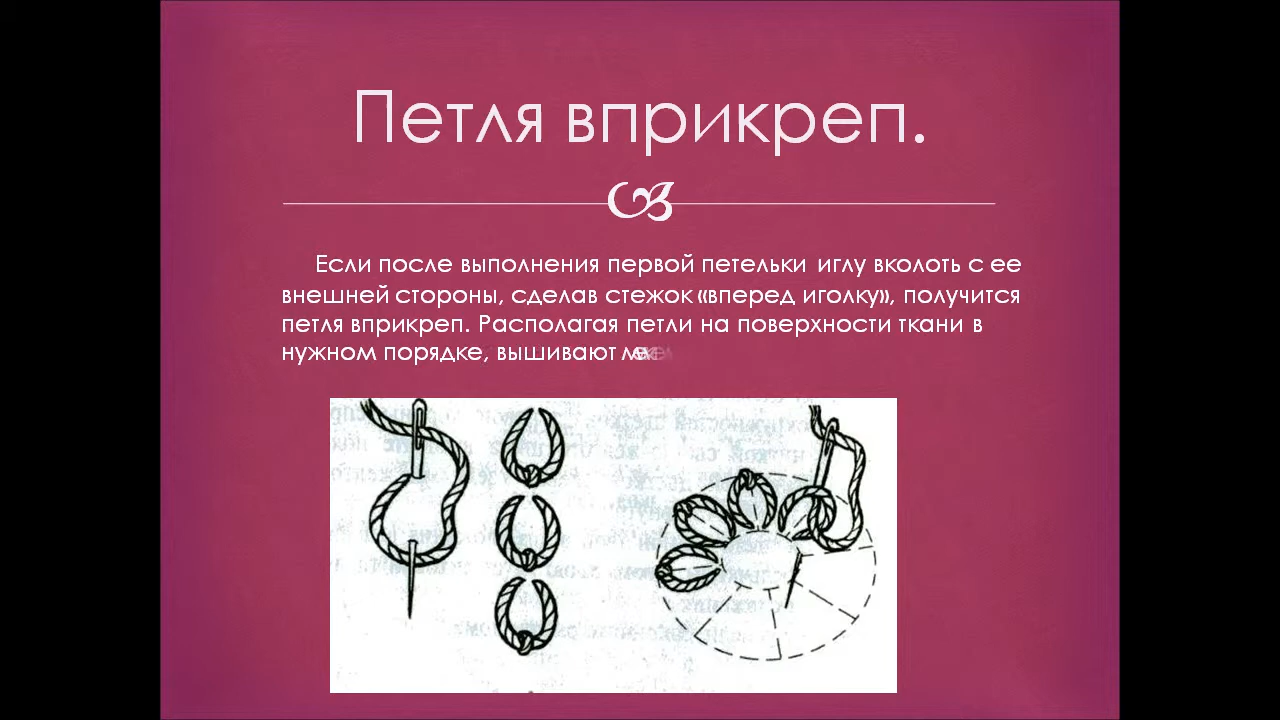 Петля вприкреп.
Если после выполнения первой петельки иглу вколоть с ее
внешней стороны, сделав стежок «вперед иголку», получится
петля вприкреп. Располагая петли на поверхности ткани в
нужном порядке, вышивают